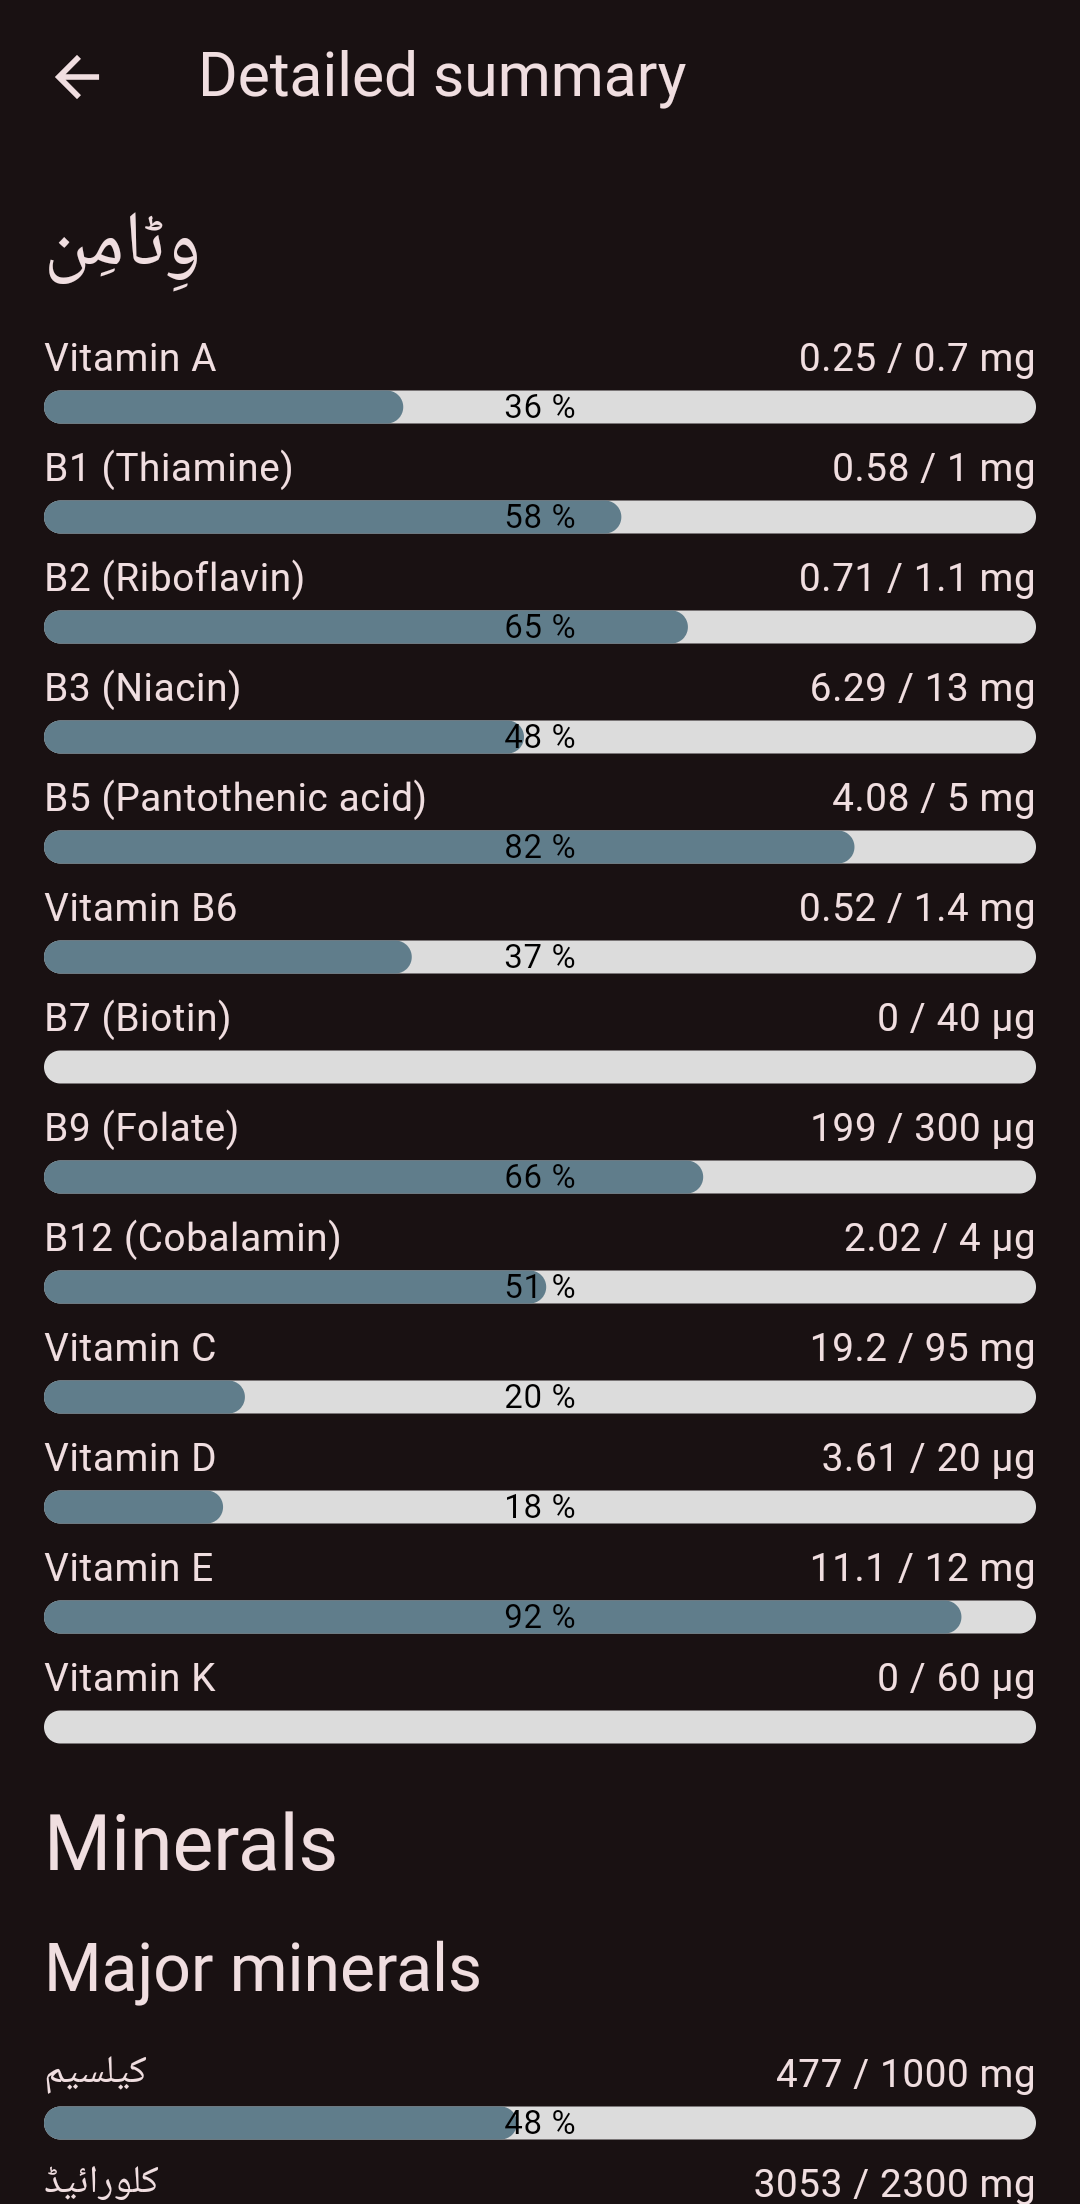 Detailed summary
وِٹامِن
Vitamin A 0.25 / 0.7 mg
36 %
B1 (Thiamine) 0.58 / 1 mg
58 %
B2 (Riboflavin) 0.71 / 1.1 mg
65 %
B3 (Niacin) 6.29 / 13 mg
48 %
B5 (Pantothenic acid) 4.08 / 5 mg
82 %
Vitamin B6 0.52 / 1.4 mg
37 %
B7 (Biotin) 0 / 40 µg
B9 (Folate) 199 / 300 µg
66 %
B12 (Cobalamin) 2.02 / 4 µg
51 %
Vitamin C 19.2 / 95 mg
20 %
Vitamin D 3.61 / 20 µg
18 %
Vitamin E 11.1 / 12 mg
92 %
Vitamin K 0 / 60 µg
Minerals
Major minerals
کیلسیم 477 / 1000 mg
48 %
کلورائیڈ 3053 / 2300 mg